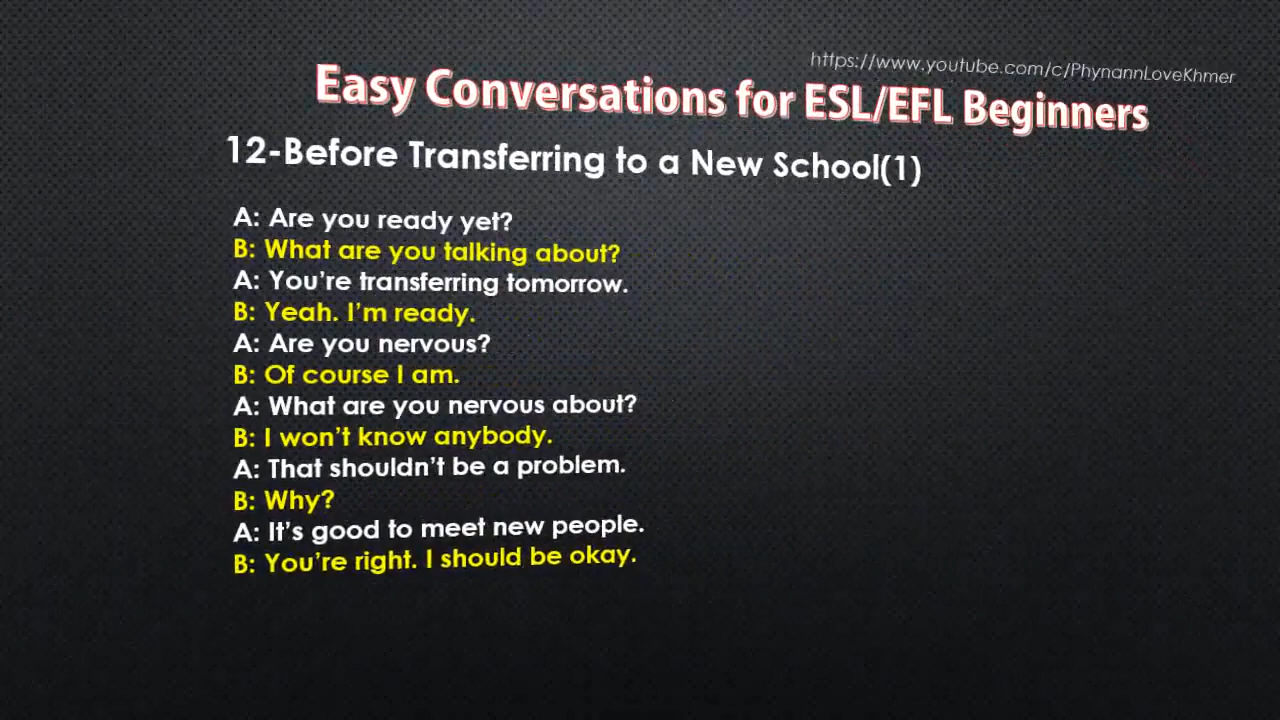 https://www.youtube.com/c/PhynannLoveKhmer
Easy Conversations for ESL/EFL Beginners
12-Before Transferring to a New School(1)
A: Are you ready yet?
B: What are you talking about?
A: You're transferring tomorrow.
B: Yeah. I'm ready.
A: Are you nervous?
B: Of course I am.
A: What are you nervous about?
B: I won't know anybody.
A: That shouldn't be a problem.
B: Why?
A: It's good to meet new people.
B: You're right. I should be okay.